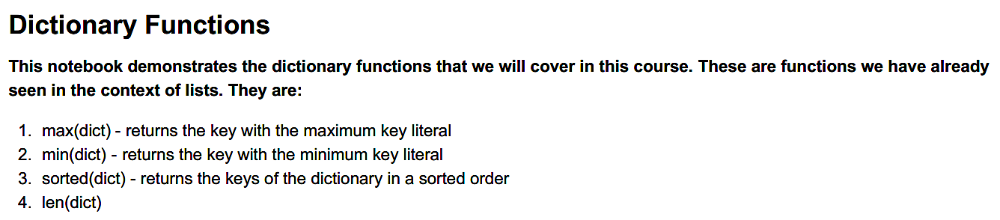 Dictionary Functions
This notebook demonstrates the dictionary functions that we will cover in this course. These are functions we have already
seen in the context of lists. They are:
1. max(dict) - returns the key with the maximum key literal
2. min(dict) - returns the key with the minimum key literal
3. sorted(dict) - returns the keys of the dictionary in a sorted order
4. len(dict)